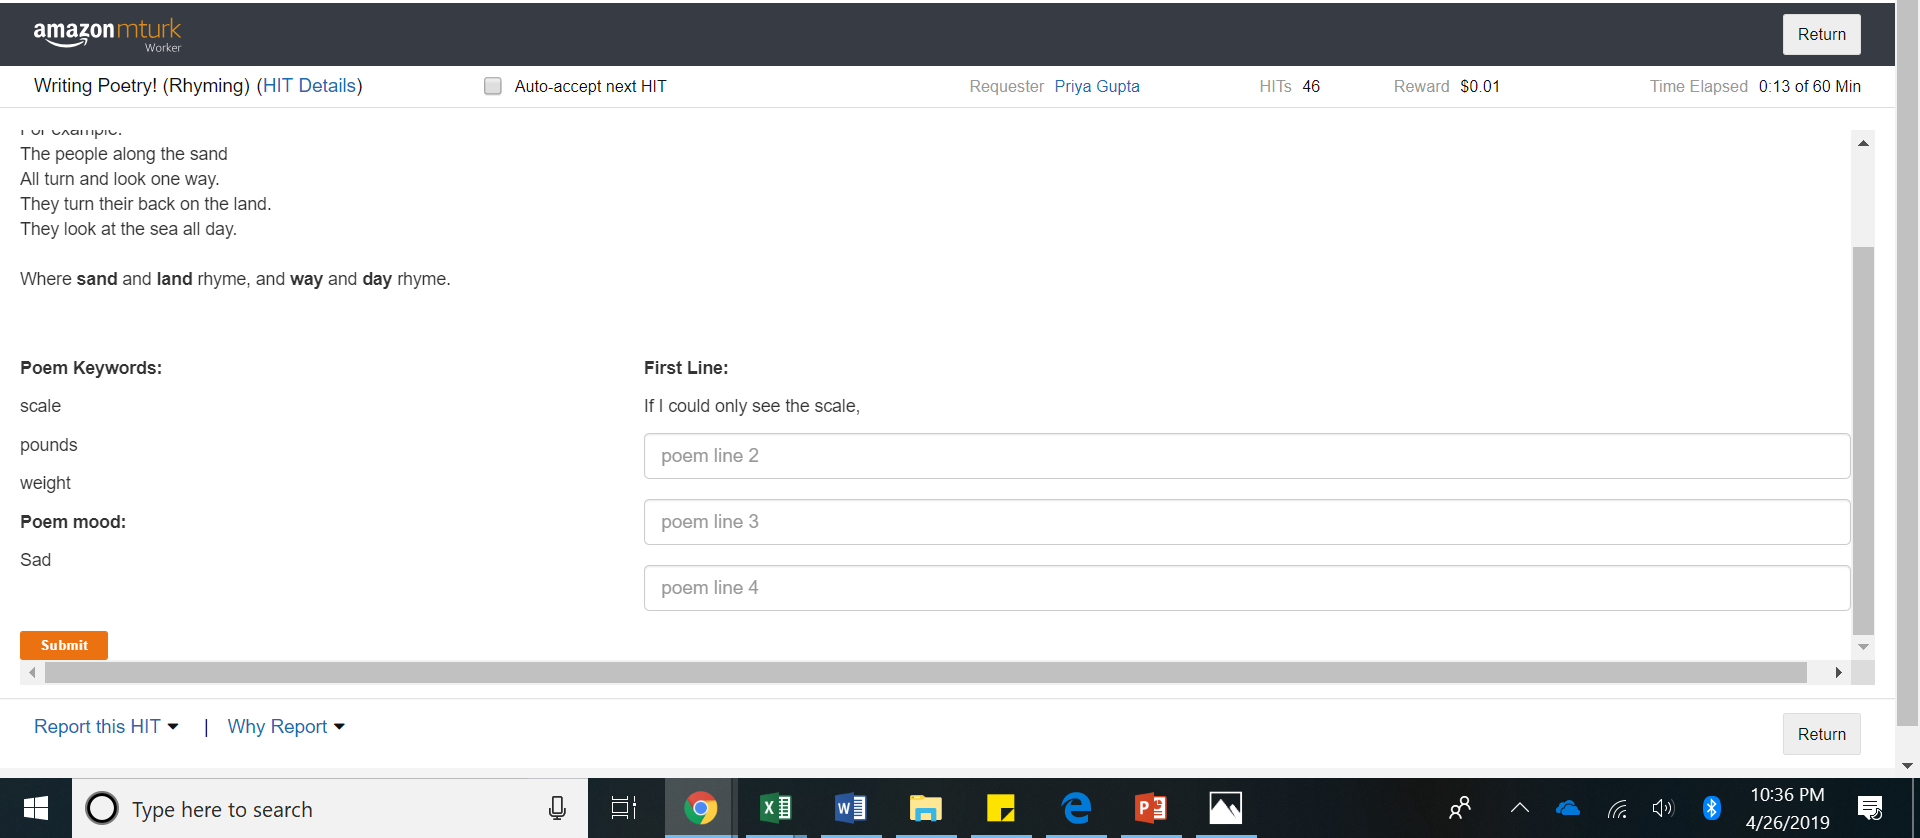 amazonmturk
Worker
Return
Writing Poetry! (Rhyming) (HIT Details)
Auto-accept next HIT
Requester Priya Gupta
HITs 46
Reward $0.01
Time Elapsed 0:13 of 60 Min
For example:
The people along the sand
All turn and look one way.
They turn their back on the land.
They look at the sea all day.
Where sand and land rhyme, and way and day rhyme.
Poem Keywords:
scale
pounds
weight
Poem mood:
Sad
First Line:
If I could only see the scale,
poem line 2
poem line 3
poem line 4
Submit
Report this HIT | Why Report
Return
Type here to search
10:36 PM
4/26/2019